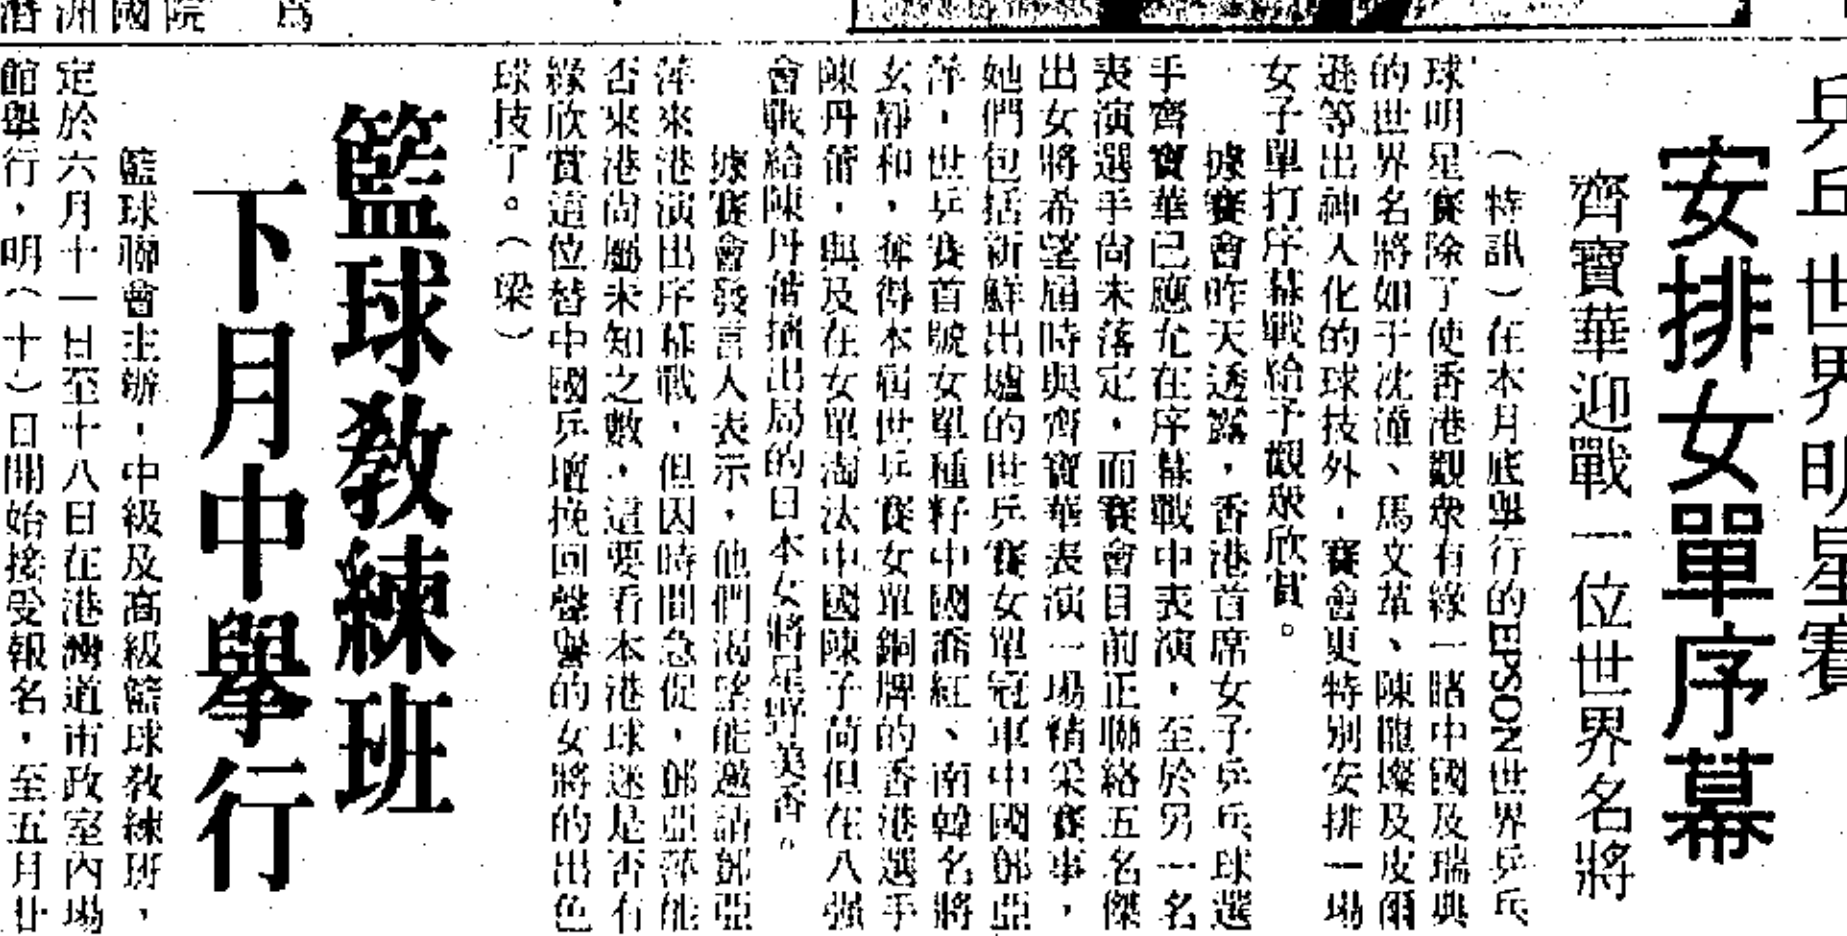 乒乓世界明星賽
安排女單序幕
齊寶華迎戰一位世界名將
（特訊）在本月底舉行的EPSON世界乒乓
球明星賽除了使香港觀衆有緣一睹中國及瑞典
的世界名將如于沈潼、馬文革、陳龍燦及皮爾
遜等出神入化的球技外，賽會更特別安排一場
女子單打序幕戰給予觀衆欣賞。
據賽會昨天透露，香港首席女子乒乓球選
手齊寶華已應允在序幕戰中表演，至於另一名
表演選手尚未落定，而賽會目前正聯絡五名傑
出女將希望屆時與齊寶華表演一場精采賽事，
她們包括新鮮出爐的世乒賽女單冠軍中國鄧亞
萍，世乒賽首號女單種籽中國喬紅、南韓名將
玄靜和，奪得本屆世乒賽女單銅牌的香港選手
陳丹蕾，與及在女單淘汰中國陳子荷但在八強
會戰給陳丹蕾摘出局的日本女將星野美香。
據賽會發言人表示，他們渴望能邀請鄧亞
萍來港演出序幕戰，但因時間急促，鄧亞萍能
否來港尚屬未知之數，這要看本港球迷是否有
緣欣賞這位替中國乒壇挽回聲譽的女將的出色
球技了。（梁）
籃球教練班
下月中舉行
籃球聯會主辦，中級及高級籃球教練班，
定於六月十一日至十八日在港灣道市政室內場
館舉行，明（十）日開始接受報名，至五月廿